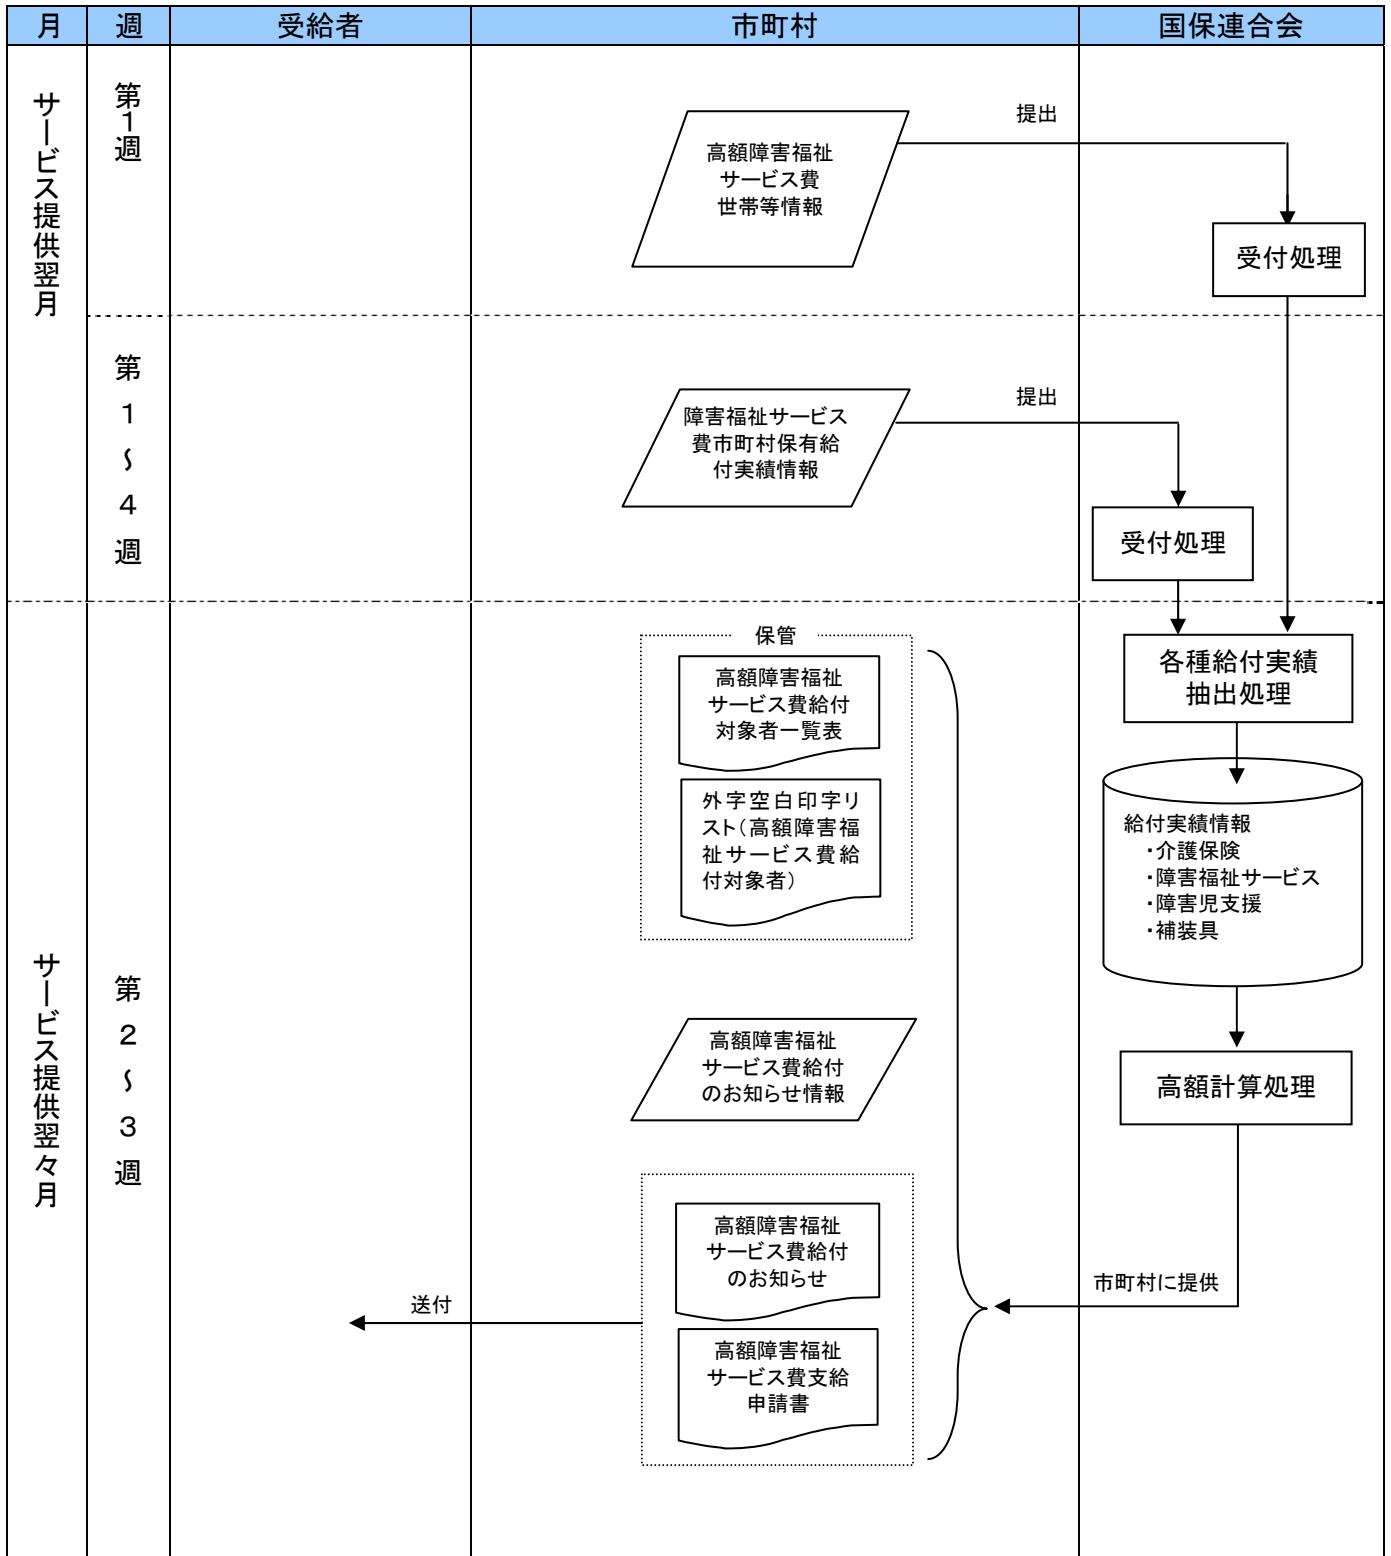 月
週
受給者
市町村
国保連合会
サービス提供翌月
第1週
高額障害福祉
サービス費
世帯等情報
提出
受付処理
第
1
～
4
週
障害福祉サービス
費市町村保有給
付実績情報
提出
受付処理
サービス提供翌々月
第
2
～
3
週
保管
高額障害福祉
サービス費給付
対象者一覧表
外字空白印字リ
スト（高額障害福
祉サービス費給
付対象者）
各種給付実績
抽出処理
給付実績情報
・介護保険
・障害福祉サービス
・障害児支援
・補装具
高額障害福祉
サービス費給付
のお知らせ情報
高額計算処理
高額障害福祉
サービス費給付
のお知らせ
市町村に提供
送付
高額障害福祉
サービス費支給
申請書